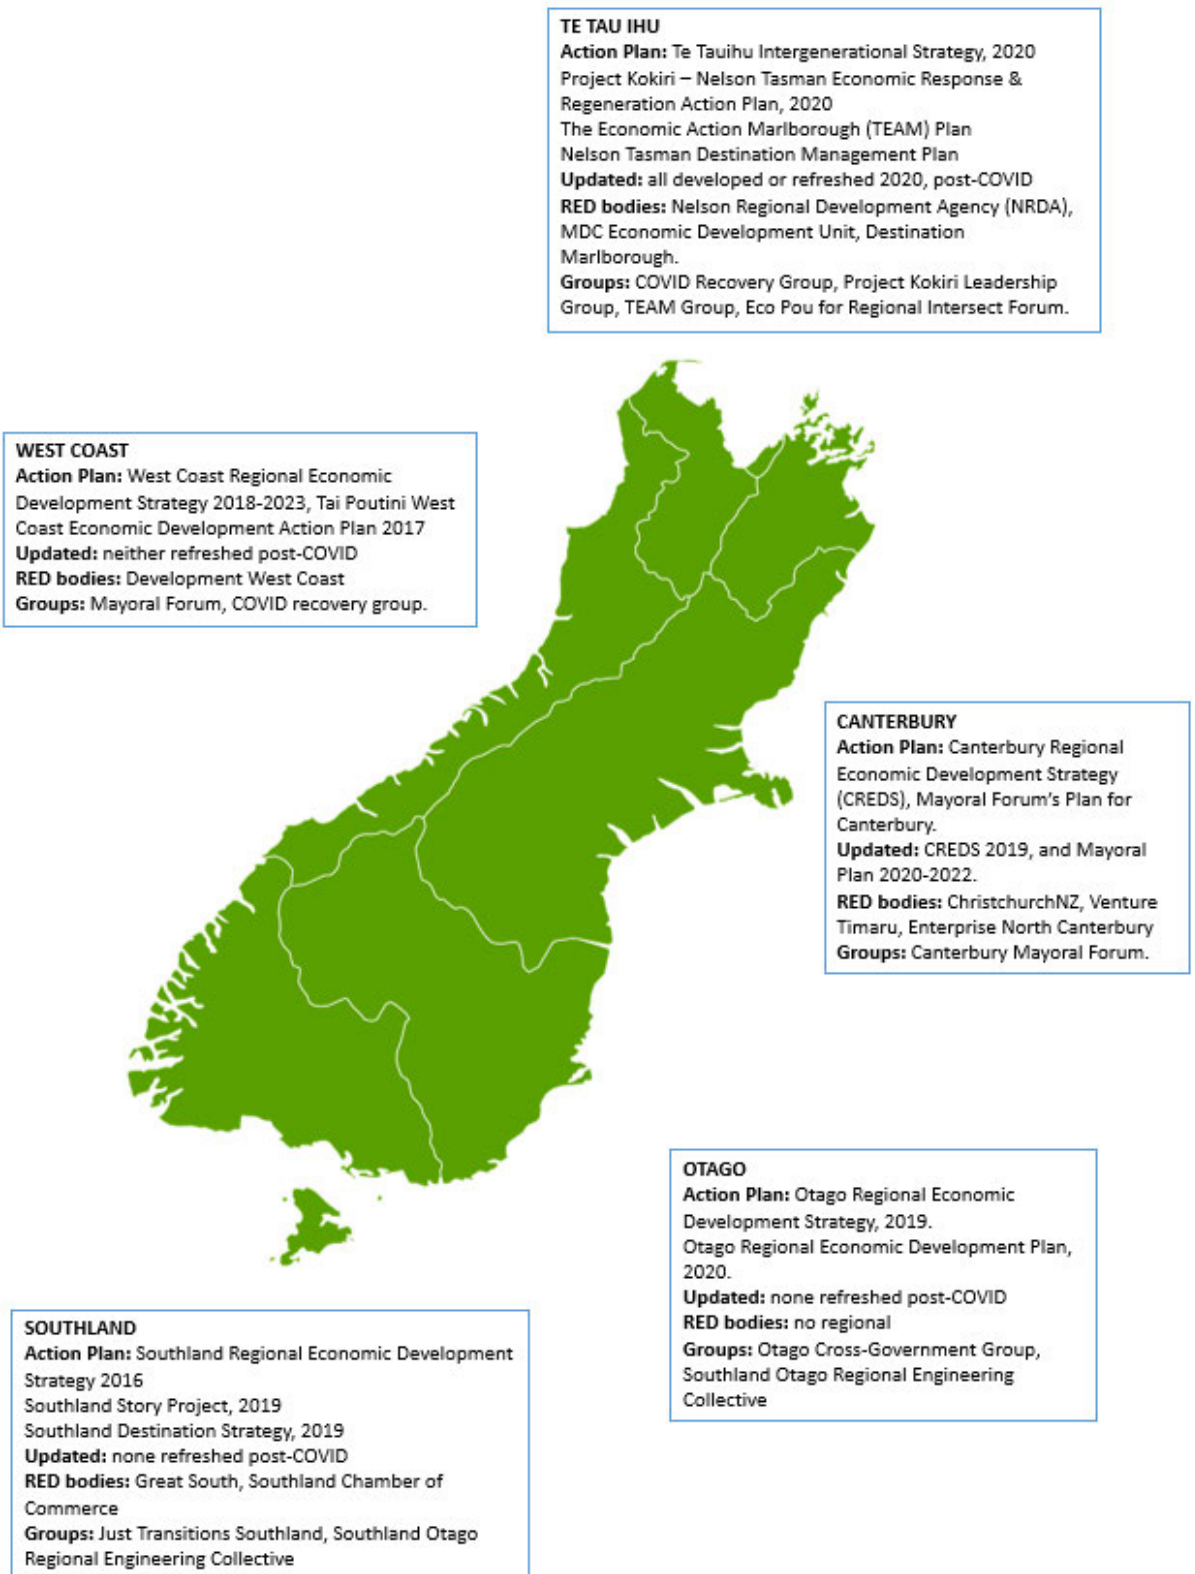 TE TAU IHU
Action Plan: Te Tauihu Intergenerational Strategy, 2020
Project Kokiri – Nelson Tasman Economic Response &
Regeneration Action Plan, 2020
The Economic Action Marlborough (TEAM) Plan
Nelson Tasman Destination Management Plan
Updated: all developed or refreshed 2020, post-COVID
RED bodies: Nelson Regional Development Agency (NRDA),
MDC Economic Development Unit, Destination
Marlborough.
Groups: COVID Recovery Group, Project Kokiri Leadership
Group, TEAM Group, Eco Pou for Regional Intersect Forum.
WEST COAST
Action Plan: West Coast Regional Economic
Development Strategy 2018-2023, Tai Poutini West
Coast Economic Development Action Plan 2017
Updated: neither refreshed post-COVID
RED bodies: Development West Coast
Groups: Mayoral Forum, COVID recovery group.
CANTERBURY
Action Plan: Canterbury Regional
Economic Development Strategy
(CREDS), Mayoral Forum's Plan for
Canterbury.
Updated: CREDS 2019, and Mayoral
Plan 2020-2022.
RED bodies: ChristchurchNZ, Venture
Timaru, Enterprise North Canterbury
Groups: Canterbury Mayoral Forum.
OTAGO
Action Plan: Otago Regional Economic
Development Strategy, 2019.
Otago Regional Economic Development Plan,
2020.
Updated: none refreshed post-COVID
RED bodies: no regional
Groups: Otago Cross-Government Group,
Southland Otago Regional Engineering
Collective
SOUTHLAND
Action Plan: Southland Regional Economic Development
Strategy 2016
Southland Story Project, 2019
Southland Destination Strategy, 2019
Updated: none refreshed post-COVID
RED bodies: Great South, Southland Chamber of
Commerce
Groups: Just Transitions Southland, Southland Otago
Regional Engineering Collective